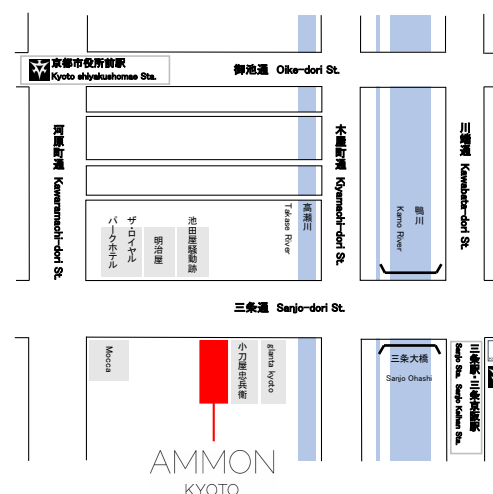 京都市役所前駅
Kyoto shiyakushomae Sta.
御池通 Oike-dori St.
河原町通 Kawaramachi-dori St.
木屋町通 Kiyamachi-dori St.
川端通 Kawabata-dori St.
ザ・ロイヤル
パークホテル
明治屋
池田屋騒動跡
高瀬川
Takase River
鴨川
Kamo River
三条通 Sanjo-dori St.
Mocca
小刀屋忠兵衛
glanta kyoto
三条大橋
Sanjo Ohashi
三条駅・三条京阪駅
Sanjo Sta. Sanjo Keihan Sta.
AMMON
KYOTO